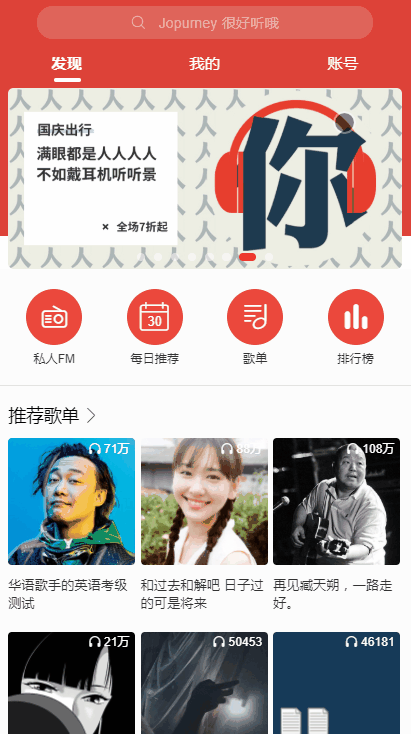 Jopurney 很好听哦
发现
我的
账号
国庆出行
满眼都是人人人人
不如戴耳机听听景
× 全场7折起
你
30
私人FM
每日推荐
歌单
排行榜
推荐歌单
71万
88万
108万
华语歌手的英语考级
测试
和过去和解吧 日子过
的可是将来
再见臧天朔，一路走
好。
21万
50453
46181